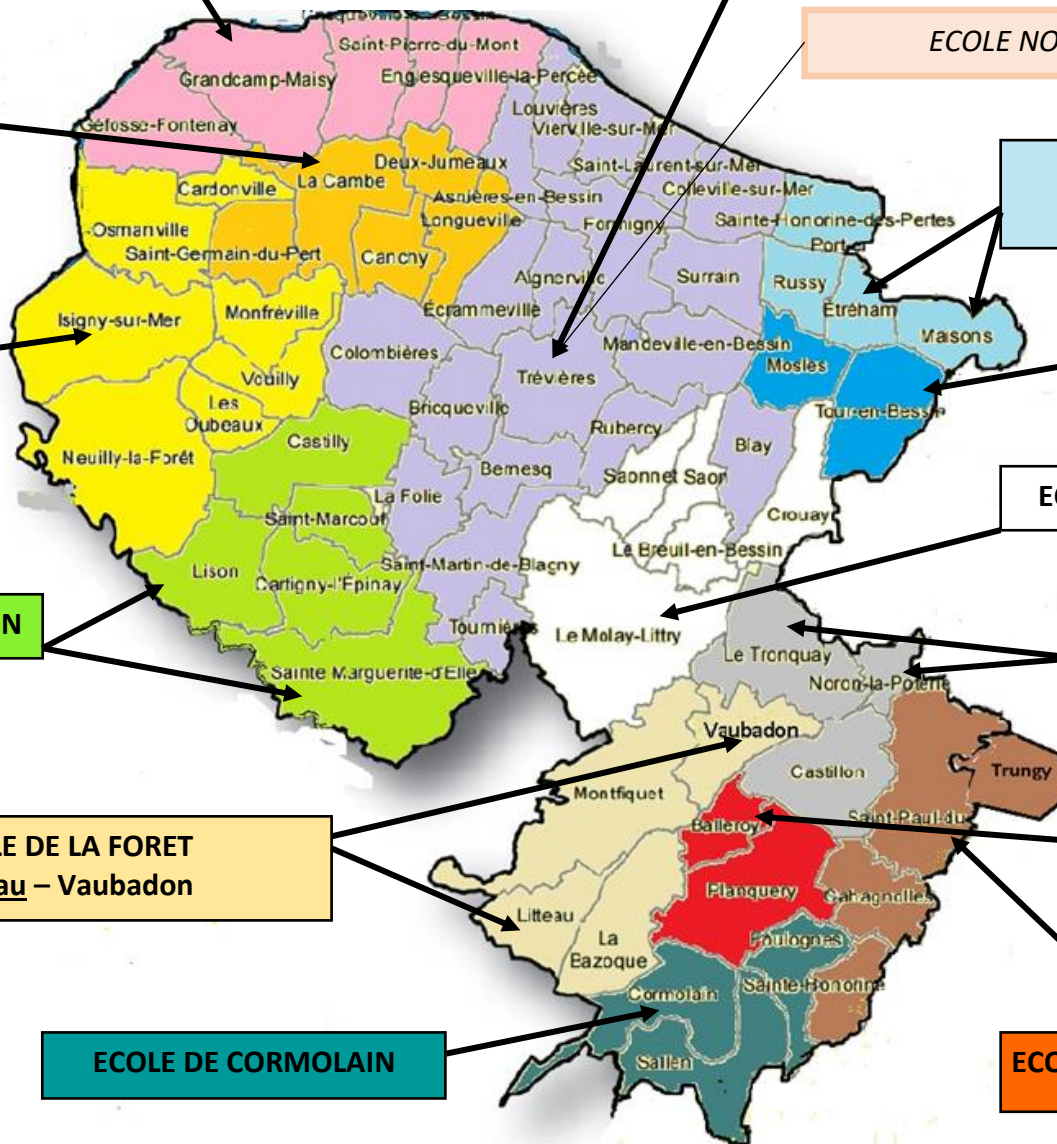 Saint-Pierre-du-Mont
ECOLE NO
Grandcamp-Maisy
Englesqueville-la-Percée
Louvières
Géfosse-Fontenay
Vierville-sur-Mer
Deux-Jumeaux
Saint-Laurent-sur-Mer
Cardonville
La Cambe
Colleville-sur-Mer
Asnières-en-Bessin
Longueville
Formigny
Sainte-Honorine-des-Pertes
Osmanville
Saint-Germain-du-Pert
Canchy
Port-en
Aignerville
Surrain
Russy
Étréham
Écrammeville
Isigny-sur-Mer
Monfréville
Maisons
Mandeville-en-Bessin
Colombières
Mosles
Vouilly
Trévières
Les
Oubeaux
Bricqueville
Tour-en-Bessin
Rubercy
Castilly
Blay
Neuilly-la-Forêt
Bernesq
Saonnet
Saon
La Folie
EC
Saint-Marcouf
Crouay
Le Breuil-en-Bessin
Saint-Martin-de-Blagny
Lison
Cartigny-l'Épinay
N
Tournières
Le Molay-Littry
Le Tronquay
Sainte Marguerite-d'Elle
Noron-la-Poterie
Vaubadon
Castillon
Trungy
Montfiquet
Saint-Paul-du
Balleroy
LE DE LA FORET
au – Vaubadon
Planquery
Cahagnolles
Litteau
La
Bazoque
Foulognes
Sainte-Honorine
Cormolain
ECOLE DE CORMOLAIN
Sallen
ECO